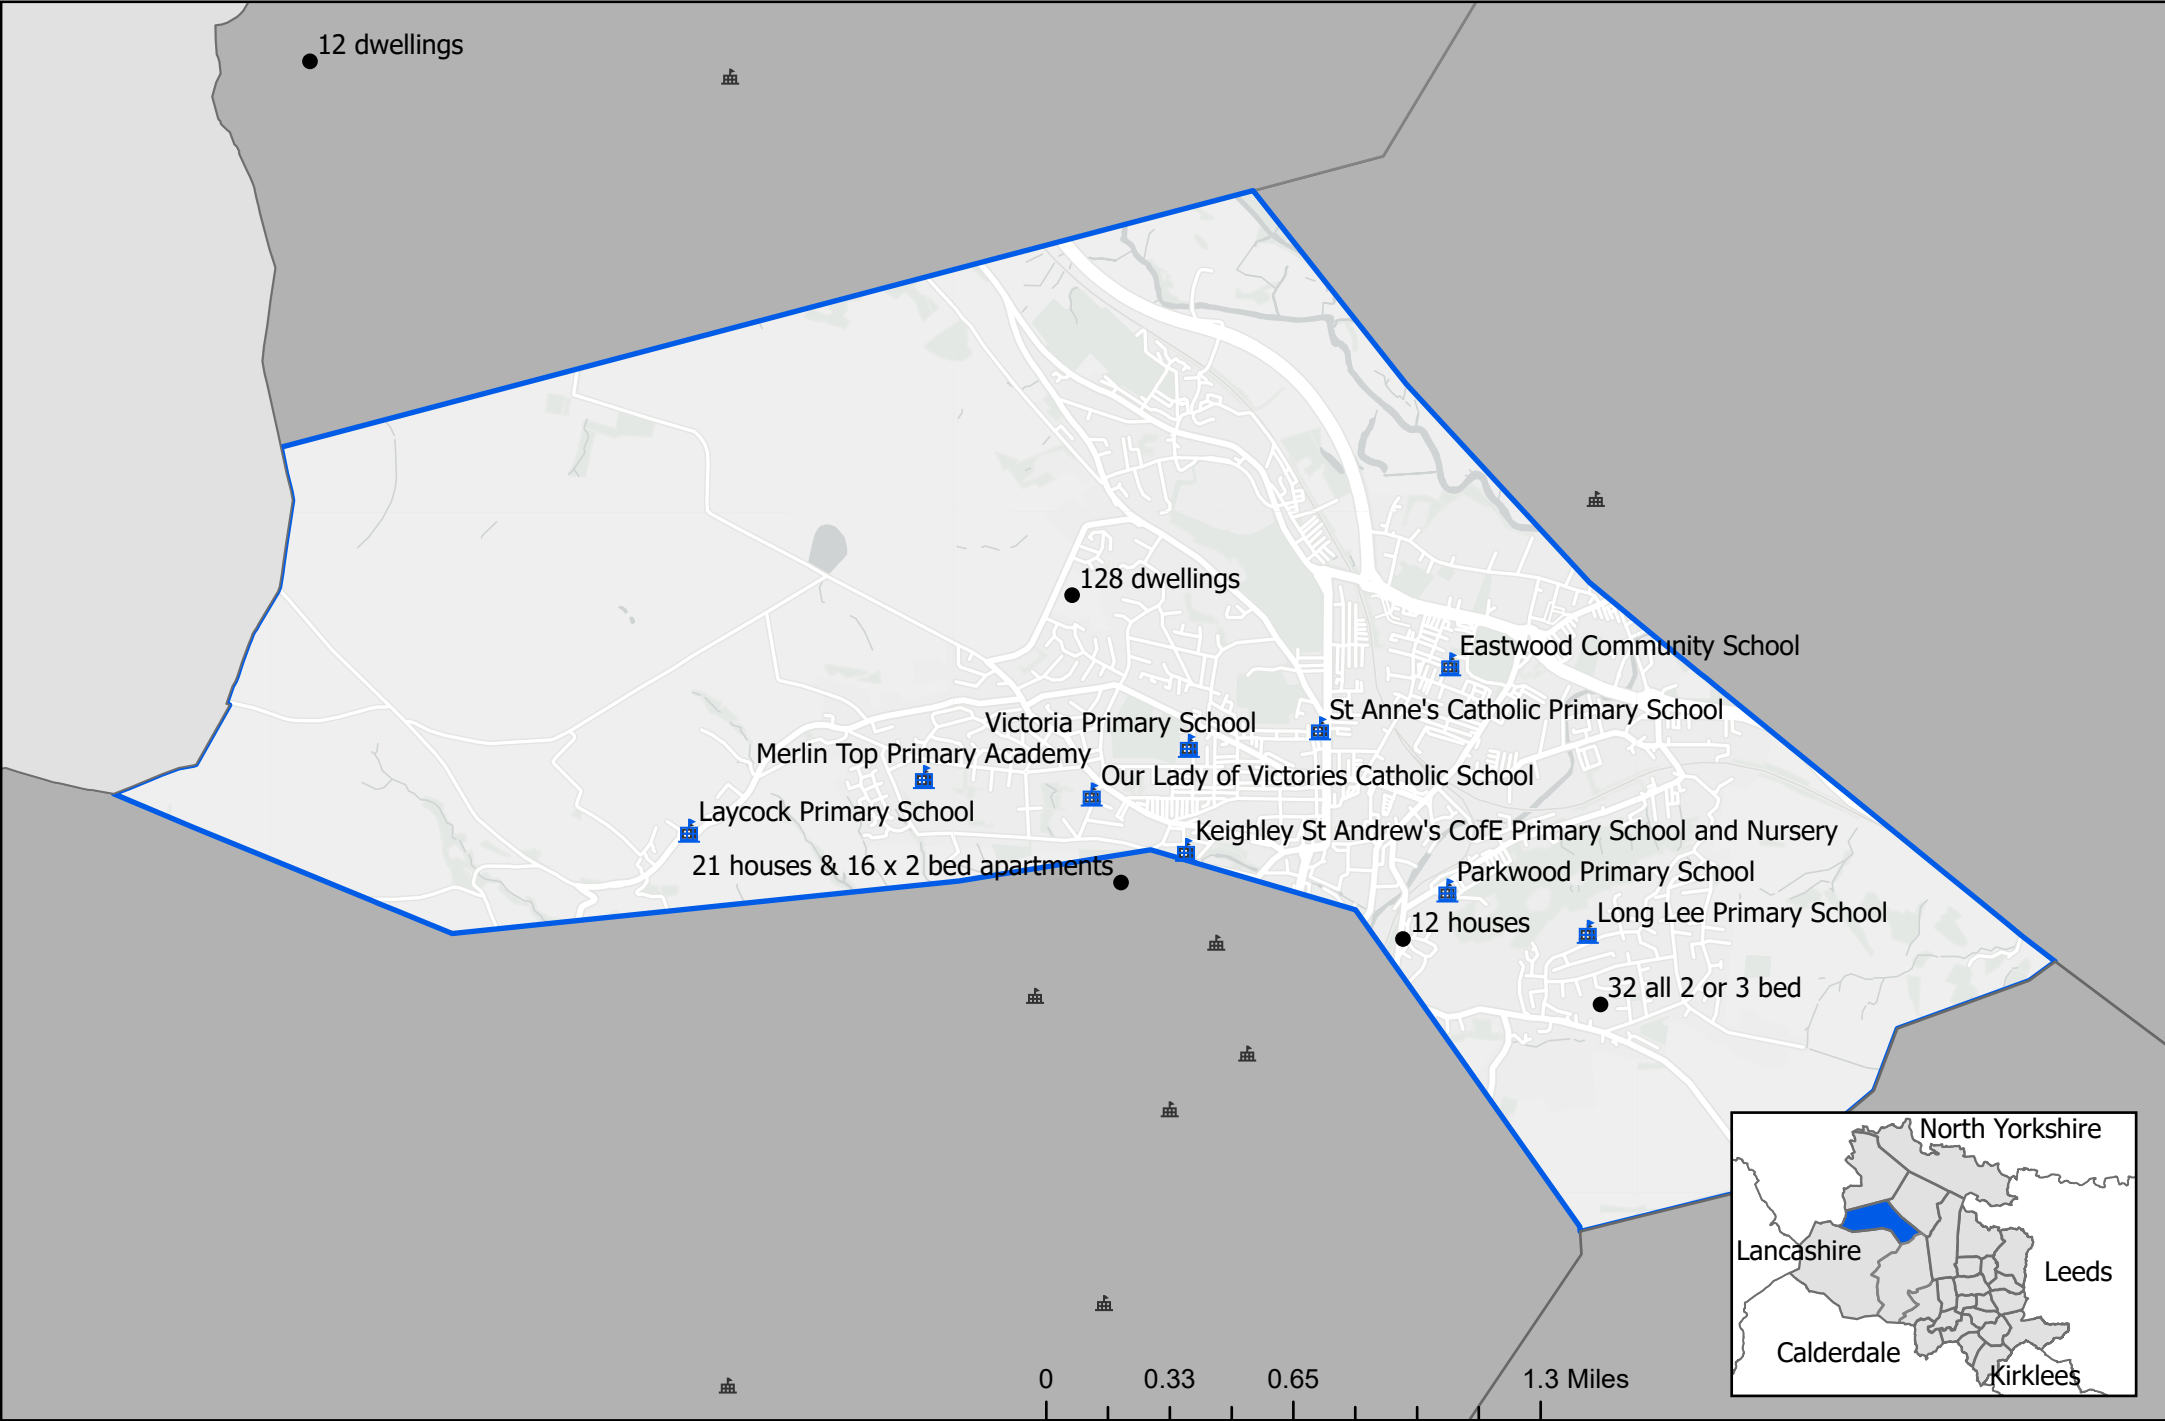 12 dwellings
128 dwellings
Eastwood Community School
St Anne's Catholic Primary School
Victoria Primary School
Merlin Top Primary Academy
Our Lady of Victories Catholic School
Laycock Primary School
Keighley St Andrew's CofE Primary School and Nursery
21 houses & 16 x 2 bed apartments
Parkwood Primary School
Long Lee Primary School
12 houses
32 all 2 or 3 bed
North Yorkshire
Lancashire
Leeds
Calderdale
Kirklees
0 0.33 0.65 1.3 Miles